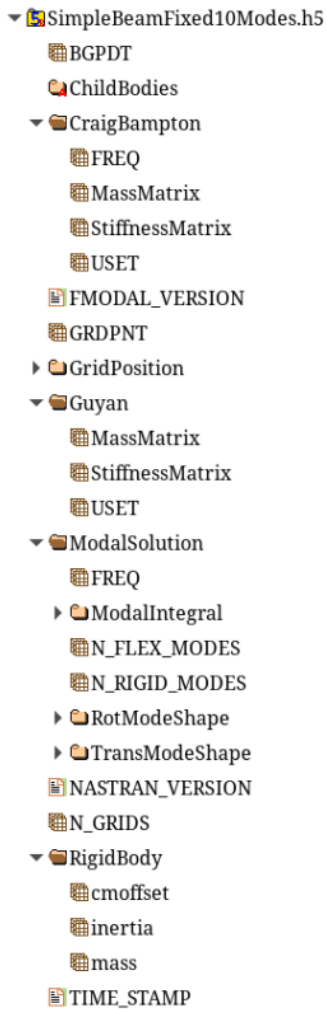 SimpleBeamFixed10Modes.h5
BGPDT
ChildBodies
CraigBampton
FREQ
MassMatrix
StiffnessMatrix
USET
FMODAL_VERSION
GRDPNT
GridPosition
Guyan
MassMatrix
StiffnessMatrix
USET
ModalSolution
FREQ
ModalIntegral
N_FLEX_MODES
N_RIGID_MODES
RotModeShape
TransModeShape
NASTRAN_VERSION
N_GRIDS
RigidBody
cmoffset
inertia
mass
TIME_STAMP